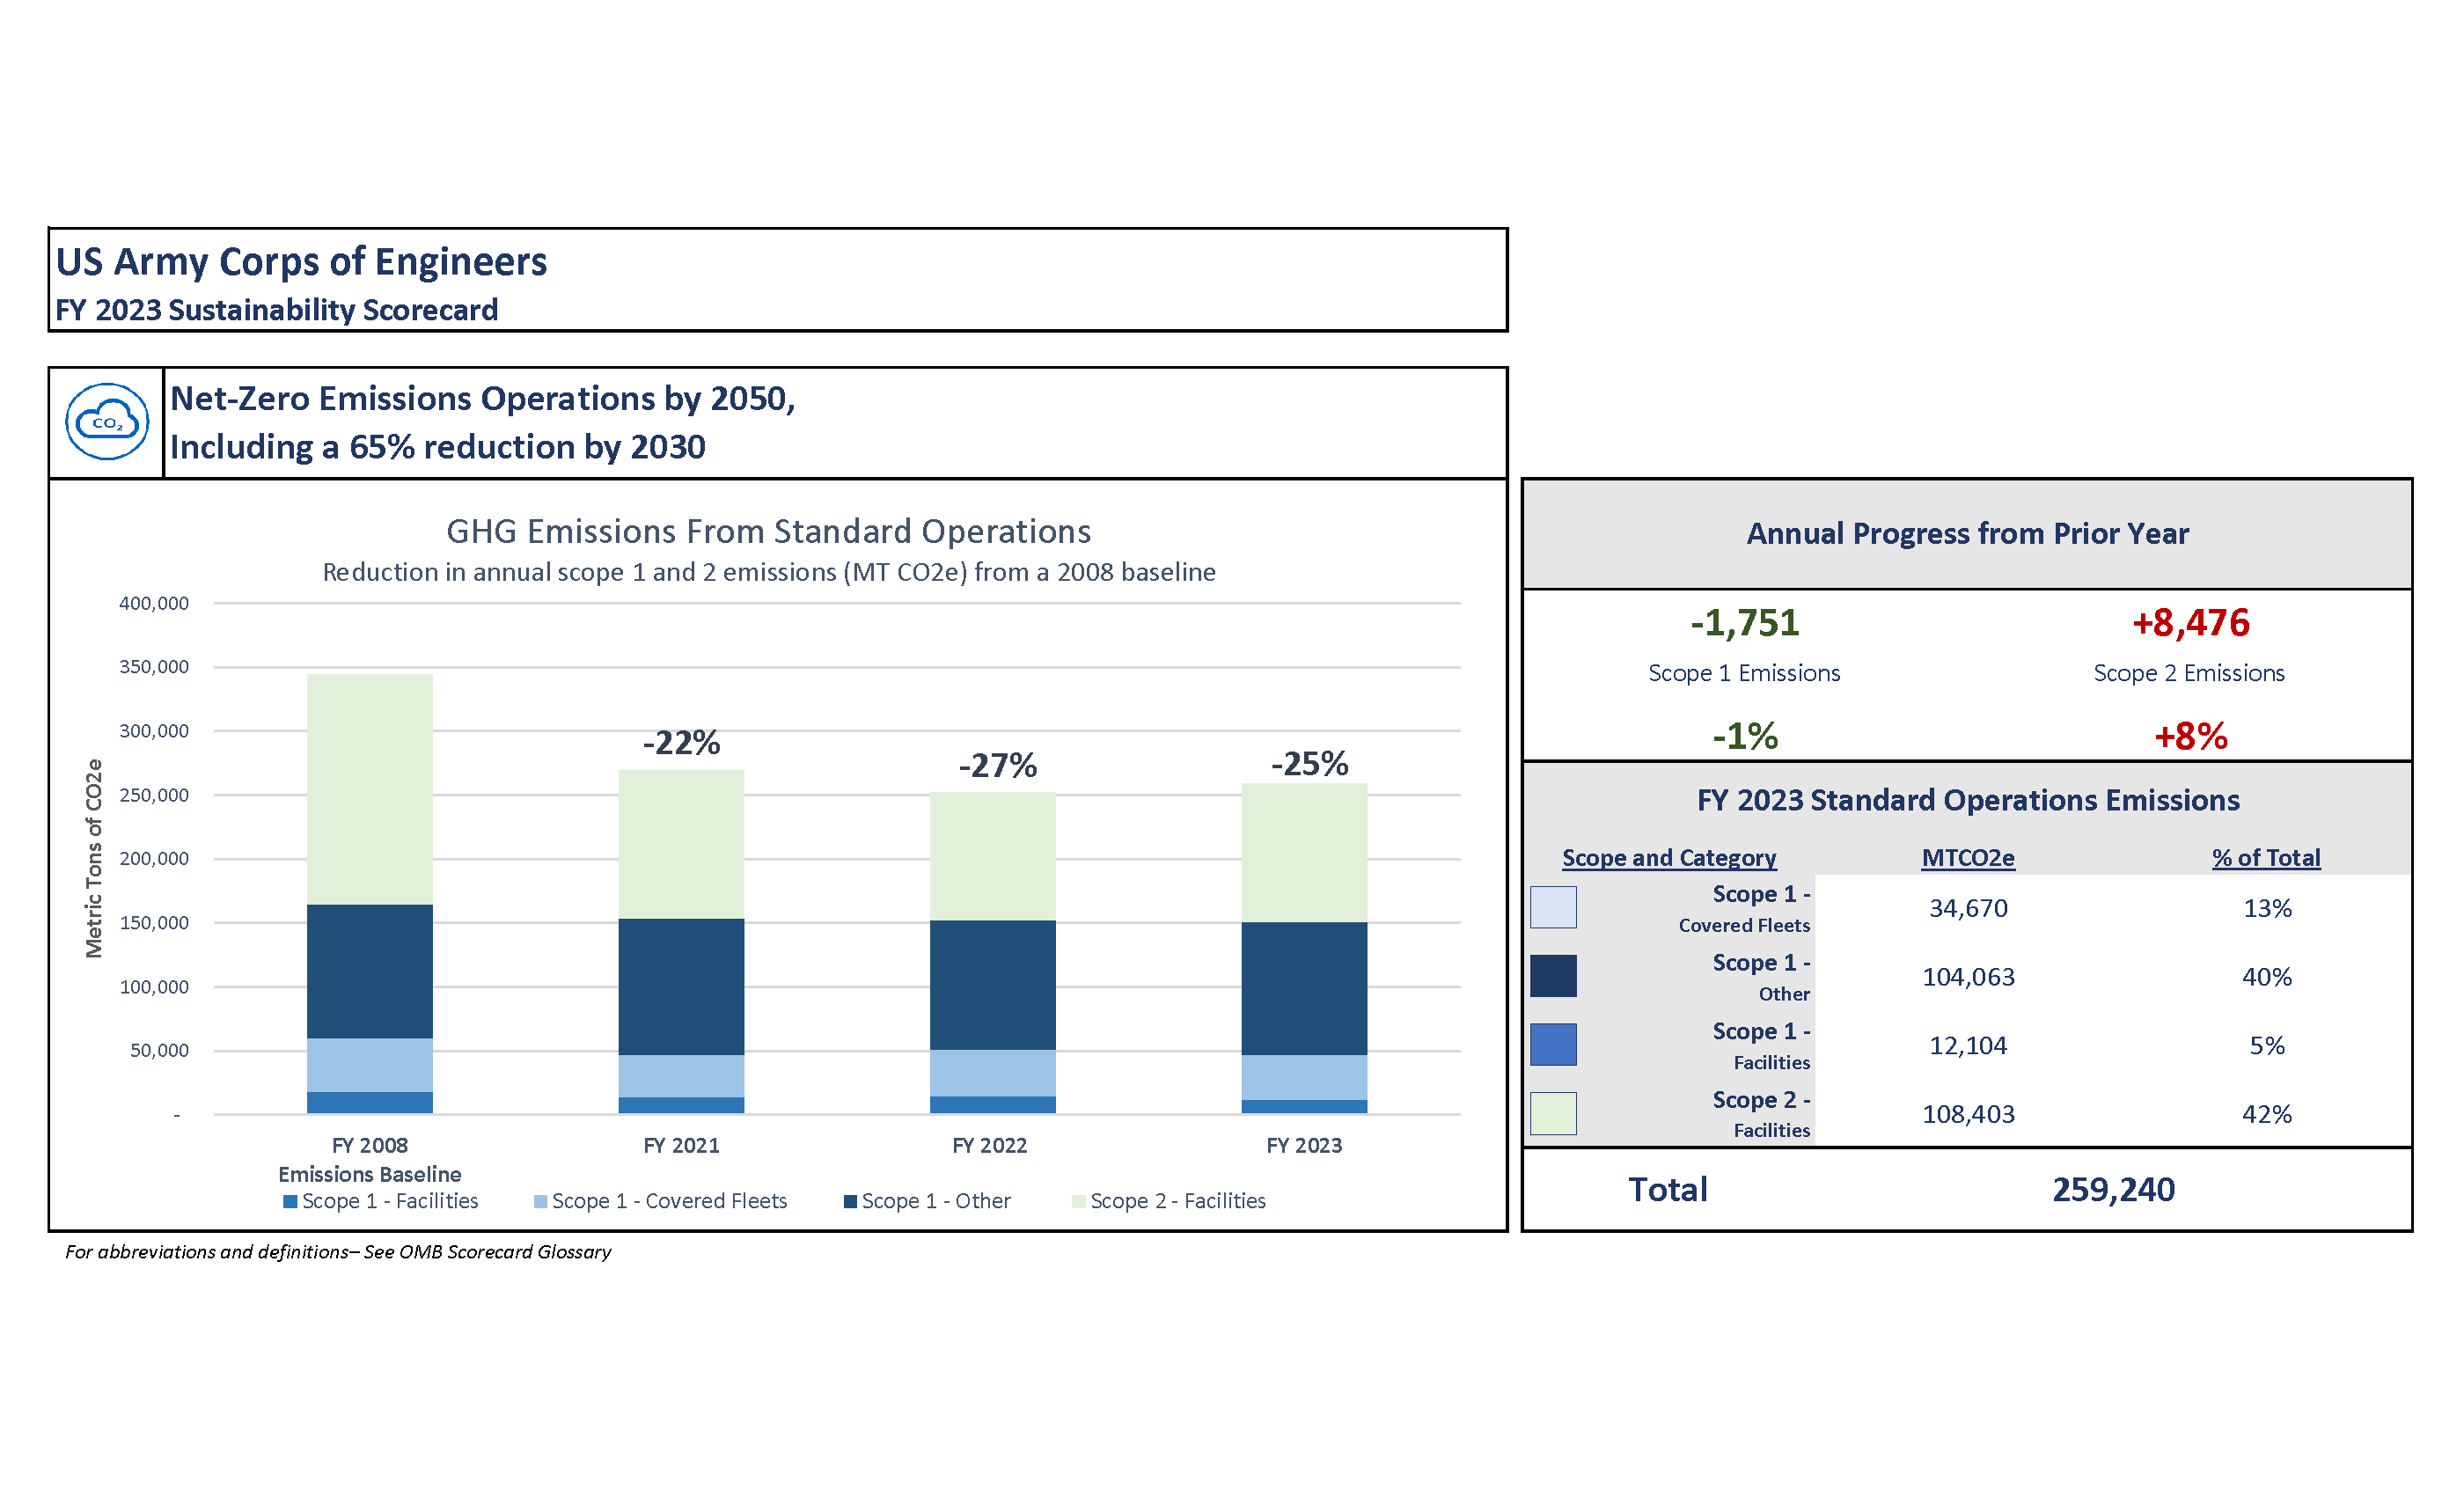 US Army Corps of Engineers
FY 2023 Sustainability Scorecard
CO₂
Net-Zero Emissions Operations by 2050,
Including a 65% reduction by 2030
GHG Emissions From Standard Operations
Reduction in annual scope 1 and 2 emissions (MT CO2e) from a 2008 baseline
Metric Tons of CO2e
400,000
350,000
300,000
250,000
200,000
150,000
100,000
50,000
-
-22%
-27%
-25%
FY 2008
Emissions Baseline
FY 2021
FY 2022
FY 2023
Scope 1 - Facilities
Scope 1 - Covered Fleets
Scope 1 - Other
Scope 2 - Facilities
For abbreviations and definitions– See OMB Scorecard Glossary
Annual Progress from Prior Year
-1,751 +8,476
Scope 1 Emissions Scope 2 Emissions
-1% +8%
FY 2023 Standard Operations Emissions
Scope and Category MTCO2e % of Total
Scope 1 -
Covered Fleets
34,670 13%
Scope 1 -
Other
104,063 40%
Scope 1 -
Facilities
12,104 5%
Scope 2 -
Facilities
108,403 42%
Total 259,240